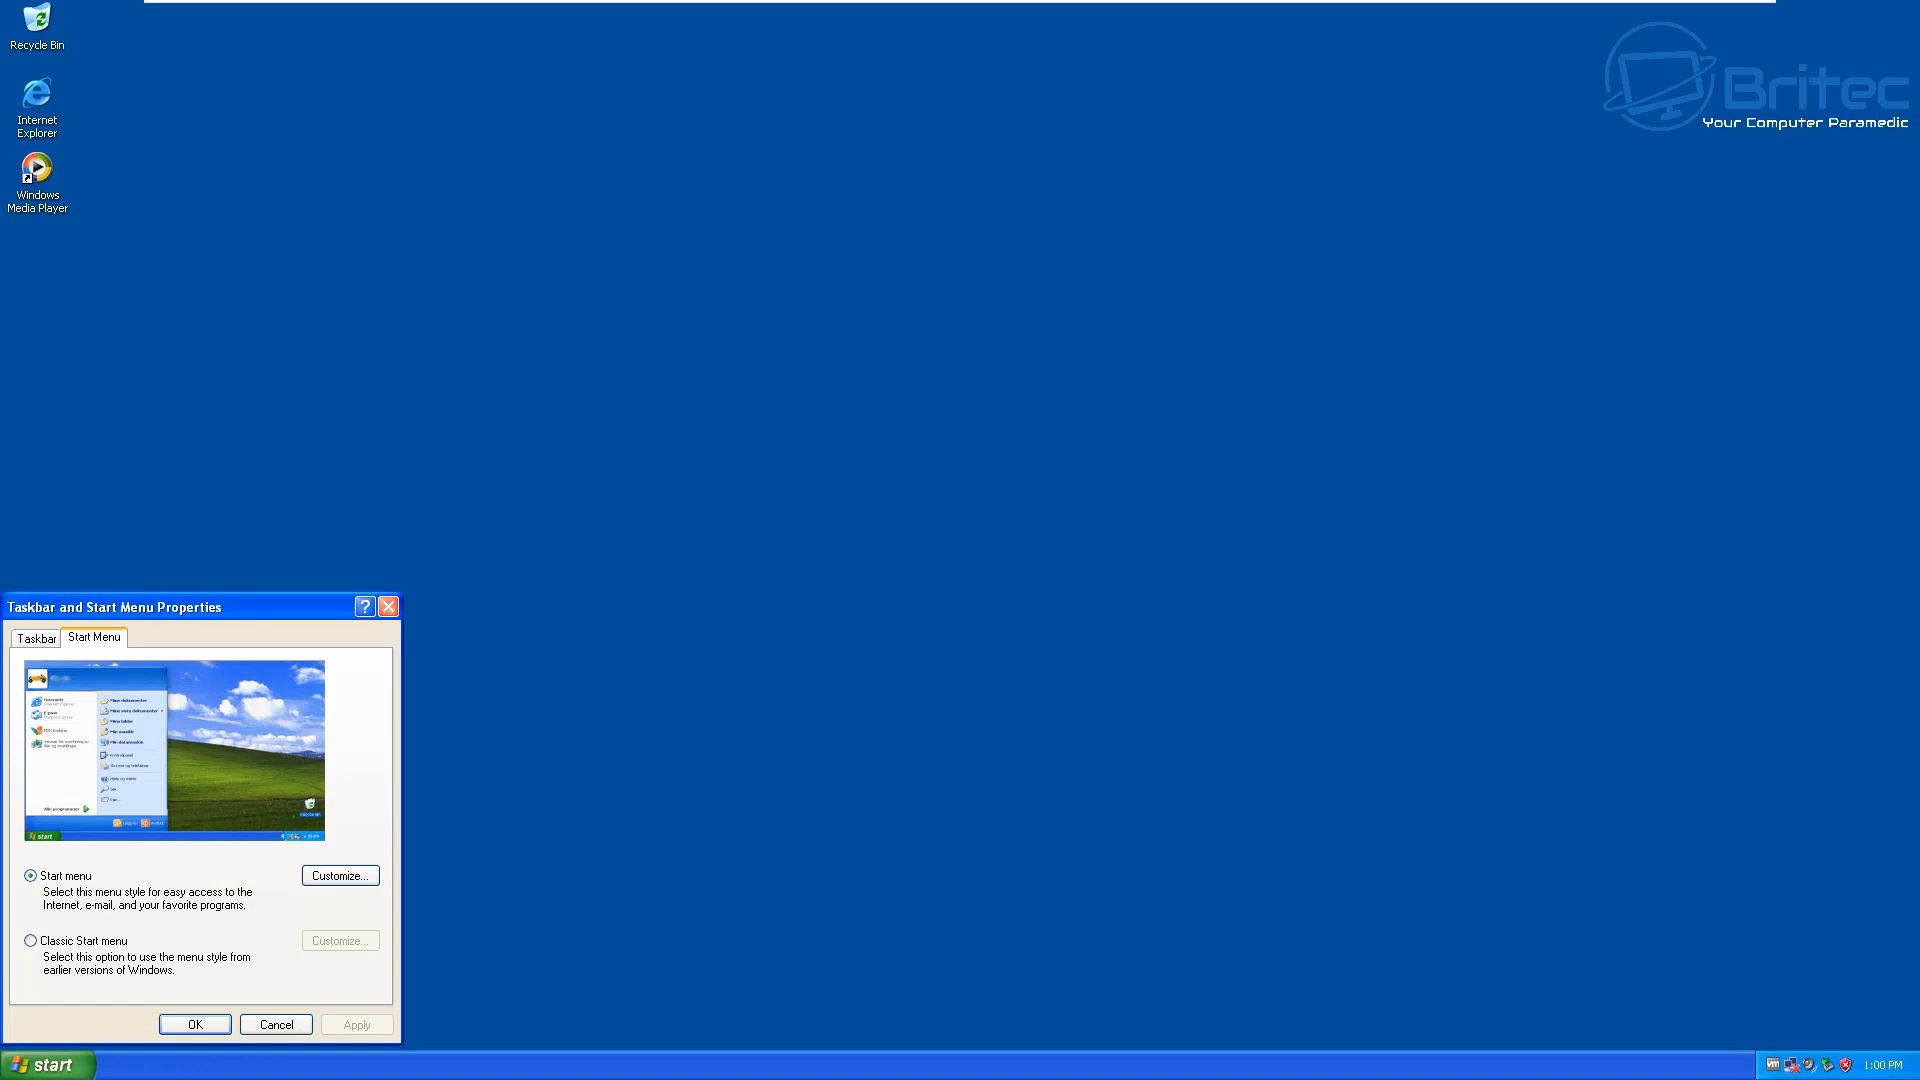 Recycle Bin
Internet
Explorer
Windows
Media Player
Britec
Your Computer Paramedic
Taskbar and Start Menu Properties
Taskbar
Start Menu
start
Start menu
Customize...
Select this menu style for easy access to the
Internet, e-mail, and your favorite programs.
Classic Start menu
Customize...
Select this option to use the menu style from
earlier versions of Windows.
OK
Cancel
Apply
start
vm
1:00 PM